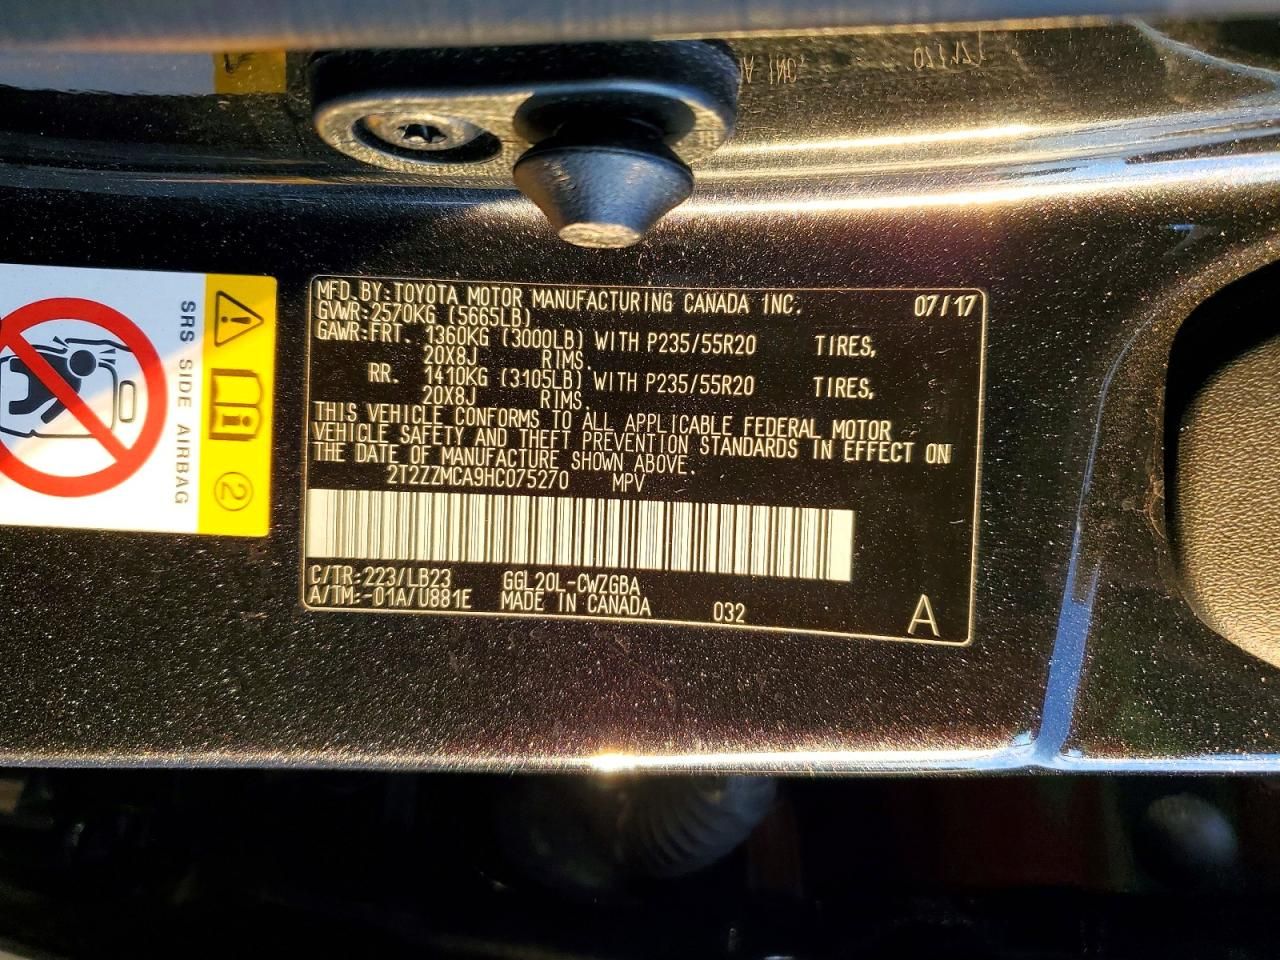 MFD. BY: TOYOTA MOTOR MANUFACTURING CANADA INC. 07/17
GVWR: 2570KG (5665LB)
GAWR: FRT. 1360KG (3000LB) WITH P235/55R20 TIRES,
20X8J RIMS.
RR. 1410KG (3105LB) WITH P235/55R20 TIRES,
20X8J RIMS.
THIS VEHICLE CONFORMS TO ALL APPLICABLE FEDERAL MOTOR
VEHICLE SAFETY AND THEFT PREVENTION STANDARDS IN EFFECT ON
THE DATE OF MANUFACTURE SHOWN ABOVE.
2T2ZZMCA9HC075270 MPV
C/TR: 223/LB23 GGL20L-CWZGBA
A/TM: -01A/U881E MADE IN CANADA 032 A
SRS SIDE AIRBAG
2